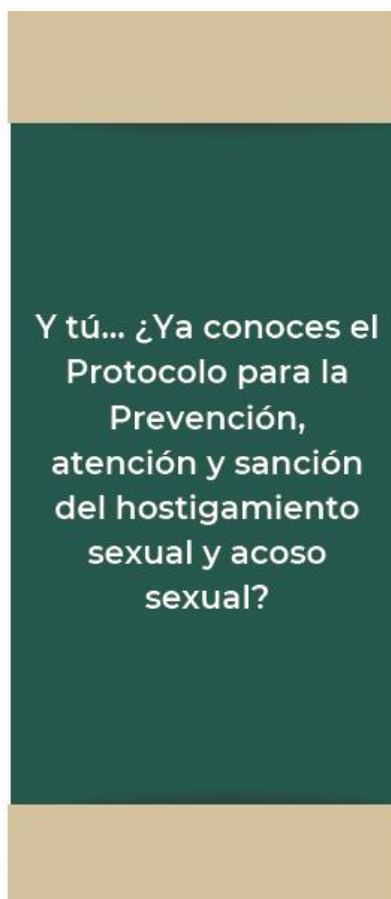 Y tú... ¿Ya conoces el
Protocolo para la
Prevención,
atención y sanción
del hostigamiento
sexual y acoso
sexual?